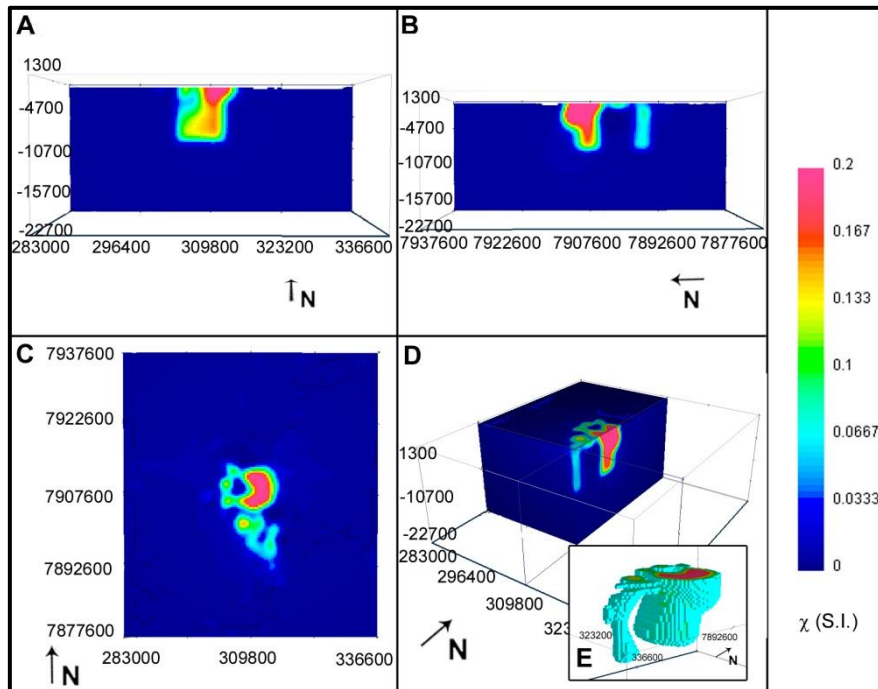 A
1300
-4700
-10700
-15700
-22700
283000 296400 309800 323200 336600
N
B
1300
-4700
-10700
-15700
-22700
7937600 7922600 7907600 7892600 7877600
N
C
7937600
7922600
7907600
7892600
7877600
283000 309800 336600
N
D
1300
-10700
-22700
283000
296400
309800
323
N
E
323200
336600
7892600
N
0.2
0.167
0.133
0.1
0.0667
0.0333
0
χ (S.I.)